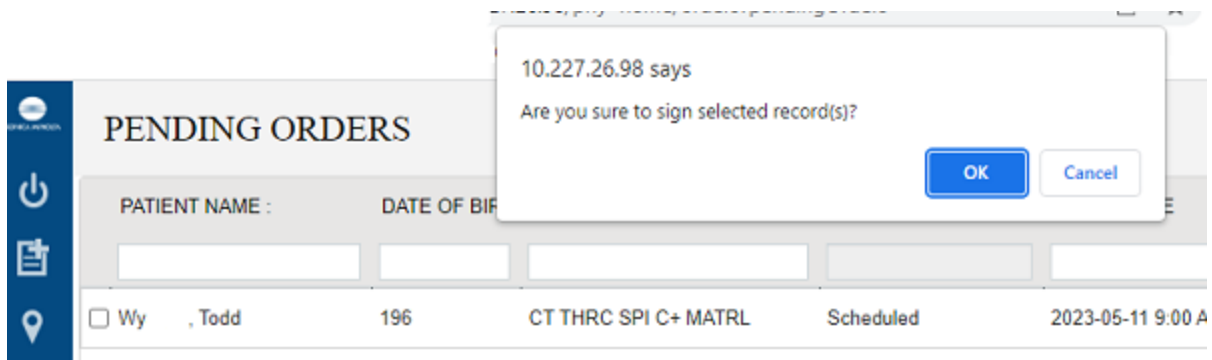 10.227.26.98 says
Are you sure to sign selected record(s)?
OK Cancel
PENDING ORDERS
PATIENT NAME : DATE OF BIR E
Wy , Todd 196 CT THRC SPI C+ MATRL Scheduled 2023-05-11 9:00 A